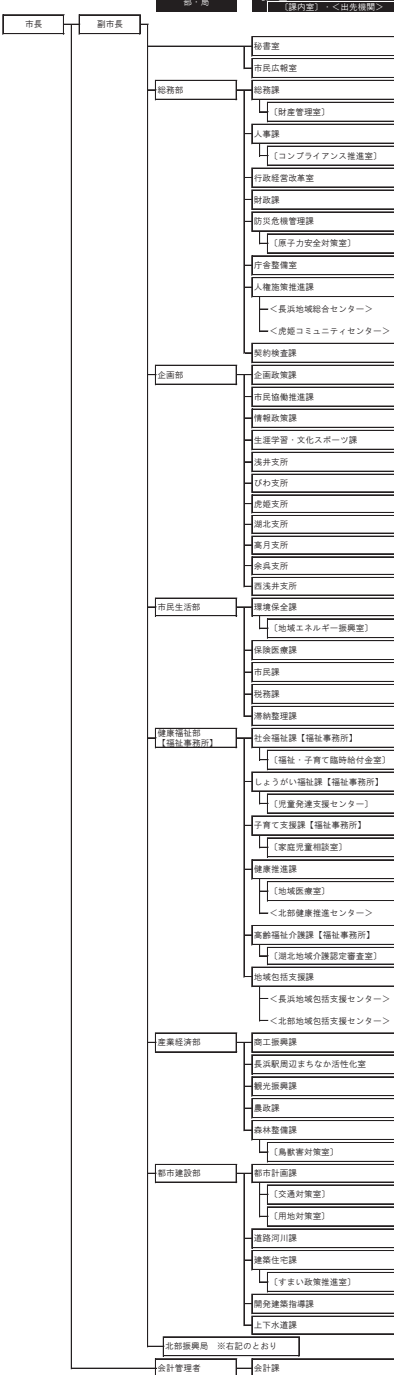 部・局
〔課内室〕・＜出先機関＞
市長
副市長
秘書室
市民広報室
総務部
総務課
〔財産管理室〕
人事課
〔コンプライアンス推進室〕
行政経営改革室
財政課
防災危機管理課
〔原子力安全対策室〕
庁舎整備室
人権施策推進課
＜長浜地域総合センター＞
＜虎姫コミュニティセンター＞
契約検査課
企画部
企画政策課
市民協働推進課
情報政策課
生涯学習・文化スポーツ課
浅井支所
びわ支所
虎姫支所
湖北支所
高月支所
余呉支所
西浅井支所
市民生活部
環境保全課
〔地域エネルギー振興室〕
保険医療課
市民課
税務課
滞納整理課
健康福祉部
【福祉事務所】
社会福祉課【福祉事務所】
〔福祉・子育て臨時給付金室〕
しょうがい福祉課【福祉事務所】
〔児童発達支援センター〕
子育て支援課【福祉事務所】
〔家庭児童相談室〕
健康推進課
〔地域医療室〕
＜北部健康推進センター＞
高齢福祉介護課【福祉事務所】
〔湖北地域介護認定審査室〕
地域包括支援課
＜長浜地域包括支援センター＞
＜北部地域包括支援センター＞
産業経済部
商工振興課
長浜駅周辺まちなか活性化室
観光振興課
農政課
森林整備課
〔鳥獣害対策室〕
都市建設部
都市計画課
〔交通対策室〕
〔用地対策室〕
道路河川課
建築住宅課
〔すまい政策推進室〕
開発建築指導課
上下水道課
北部振興局　※右記のとおり
会計管理者
会計課